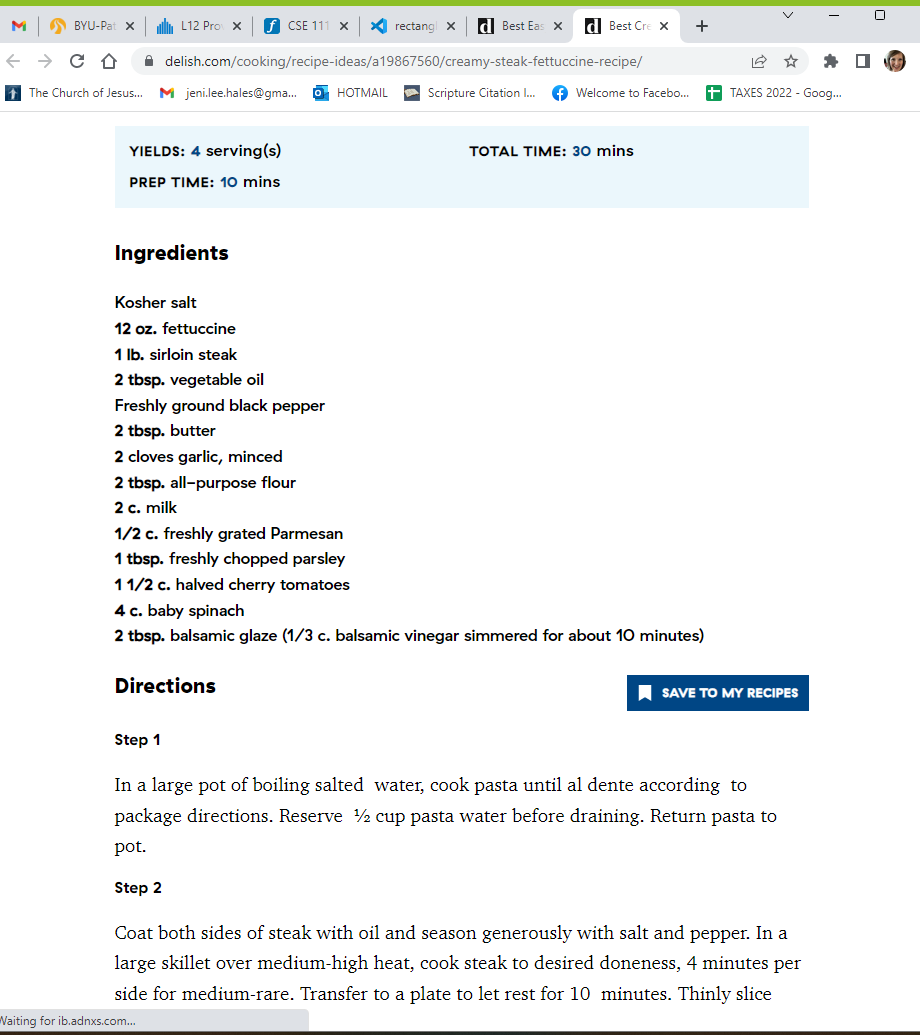 BYU-Pat
L12 Pro
CSE 111
rectangl
Best Eas
Best Cre
delish.com/cooking/recipe-ideas/a19867560/creamy-steak-fettuccine-recipe/
The Church of Jesus...
jeni.lee.hales@gma...
HOTMAIL
Scripture Citation I...
Welcome to Facebo...
TAXES 2022 - Goog...
YIELDS: 4 serving(s)
TOTAL TIME: 30 mins
PREP TIME: 10 mins
Ingredients
Kosher salt
12 oz. fettuccine
1 lb. sirloin steak
2 tbsp. vegetable oil
Freshly ground black pepper
2 tbsp. butter
2 cloves garlic, minced
2 tbsp. all-purpose flour
2 c. milk
1/2 c. freshly grated Parmesan
1 tbsp. freshly chopped parsley
1 1/2 c. halved cherry tomatoes
4 c. baby spinach
2 tbsp. balsamic glaze (1/3 c. balsamic vinegar simmered for about 10 minutes)
Directions
SAVE TO MY RECIPES
Step 1
In a large pot of boiling salted water, cook pasta until al dente according to
package directions. Reserve ½ cup pasta water before draining. Return pasta to
pot.
Step 2
Coat both sides of steak with oil and season generously with salt and pepper. In a
large skillet over medium-high heat, cook steak to desired doneness, 4 minutes per
side for medium-rare. Transfer to a plate to let rest for 10 minutes. Thinly slice
Waiting for ib.adnxs.com...